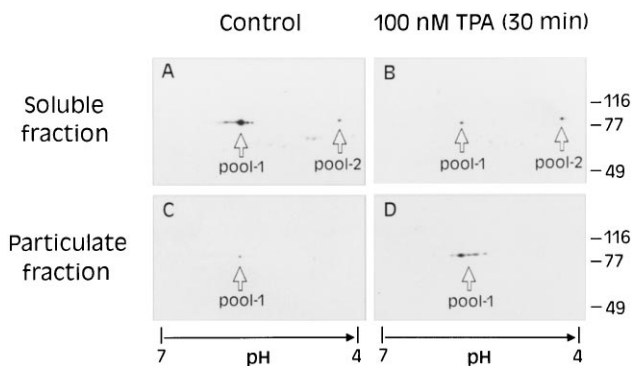 Control
100 nM TPA (30 min)
A
B
Soluble
fraction
pool-1
pool-2
pool-1
pool-2
–116
–77
–49
C
D
Particulate
fraction
pool-1
pool-1
–116
–77
–49
7
pH
4
7
pH
4